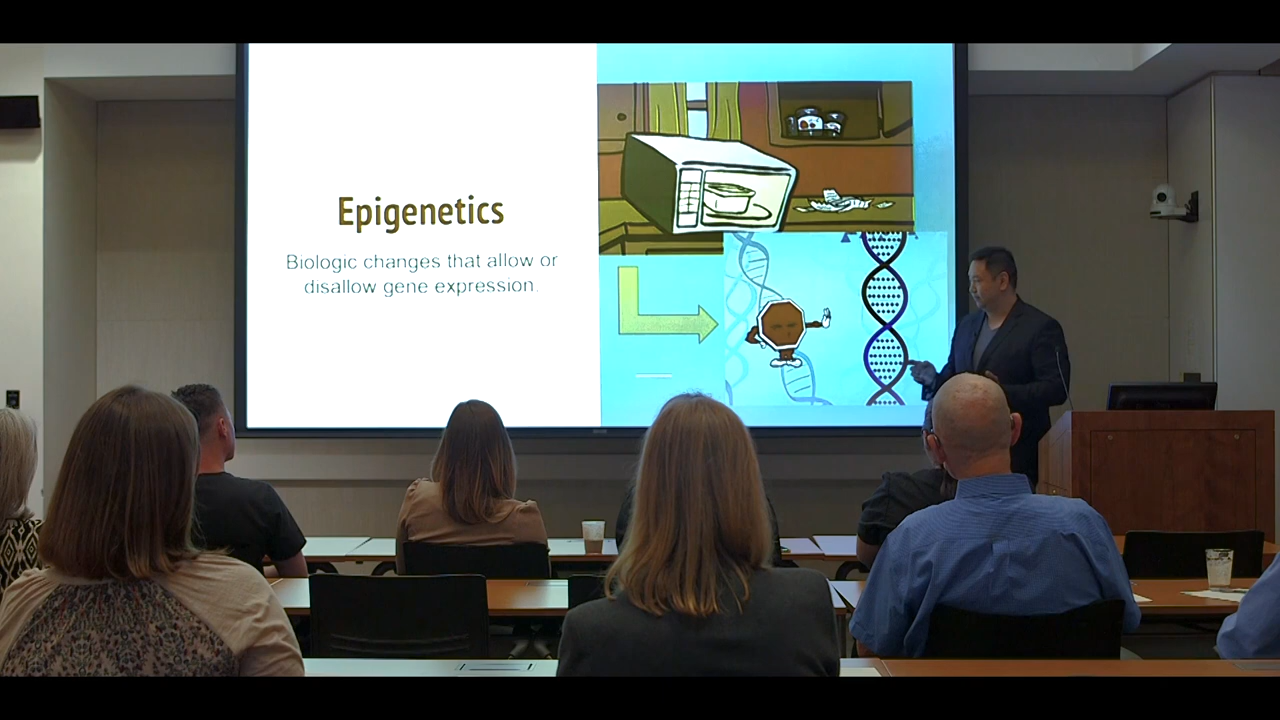 Epigenetics
Biologic changes that allow or
disallow gene expression.